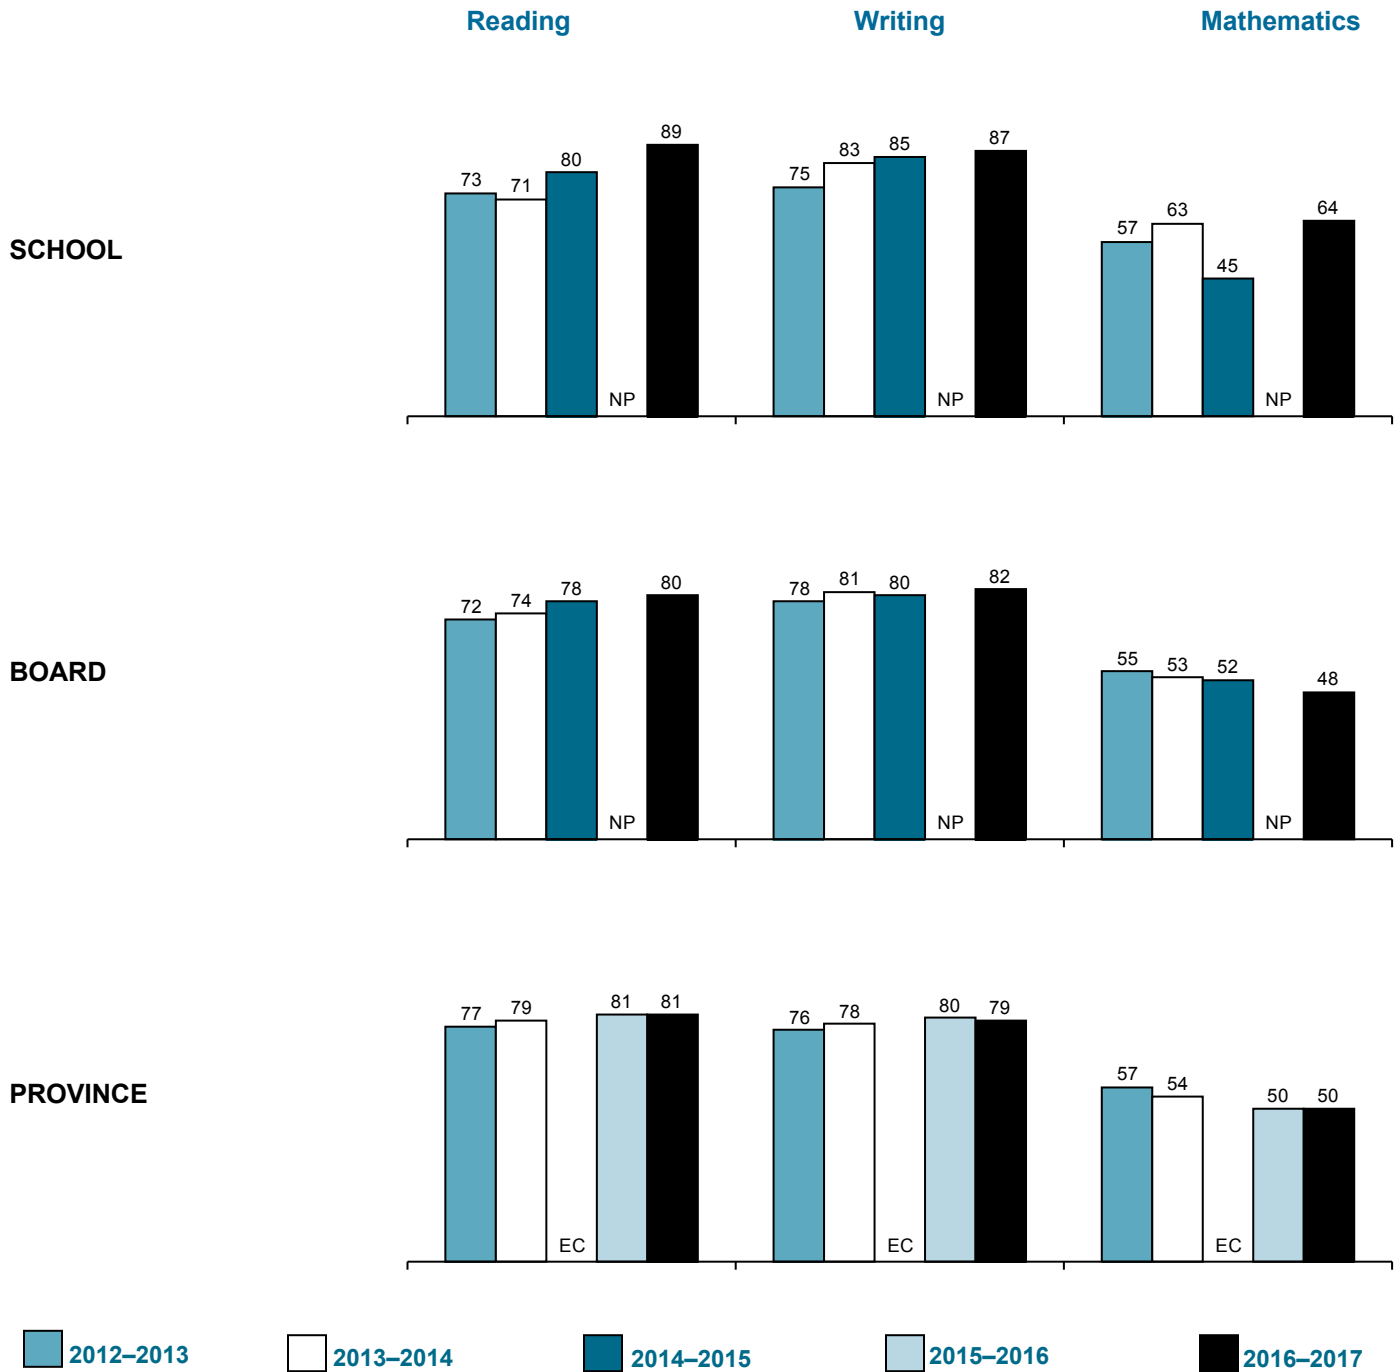 Reading Writing Mathematics
SCHOOL
73 71 80 NP 89 75 83 85 NP 87 57 63 45 NP 64
BOARD
72 74 78 NP 80 78 81 80 NP 82 55 53 52 NP 48
PROVINCE
77 79 EC 81 81 76 78 EC 80 79 57 54 EC 50 50
2012–2013 2013–2014 2014–2015 2015–2016 2016–2017